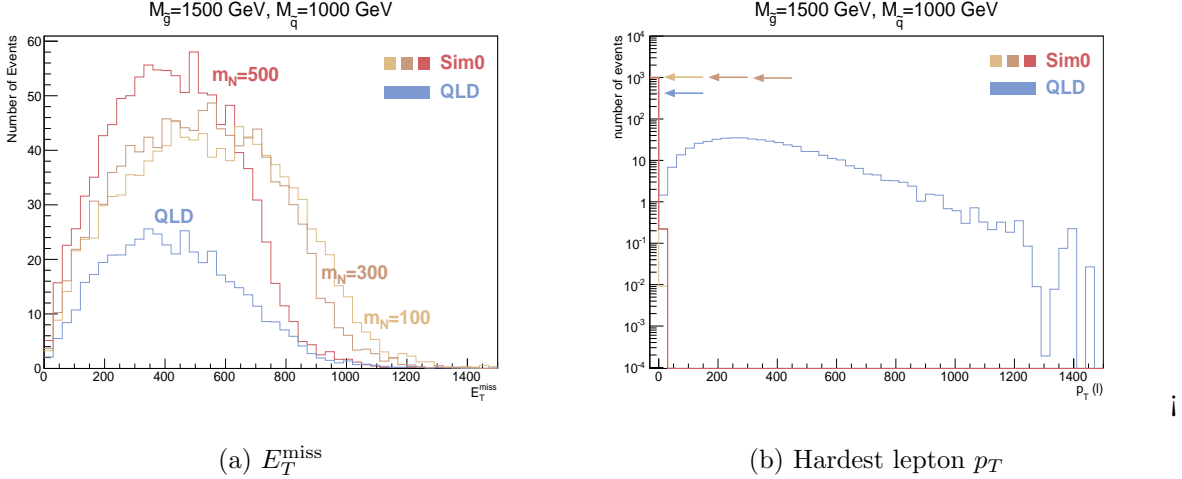 M_g̃=1500 GeV, M_q̃=1000 GeV
Number of Events
60
50
40
30
20
10
0
Sim0
QLD
m_N=500
QLD
m_N=300
m_N=100
0 200 400 600 800 1000 1200 1400
E_T^miss
(a) E_T^miss
M_g̃=1500 GeV, M_q̃=1000 GeV
number of events
10^4
10^3
10^2
10
1
10^-1
10^-2
10^-3
10^-4
Sim0
QLD
0 200 400 600 800 1000 1200 1400
p_T (l)
(b) Hardest lepton p_T
¡